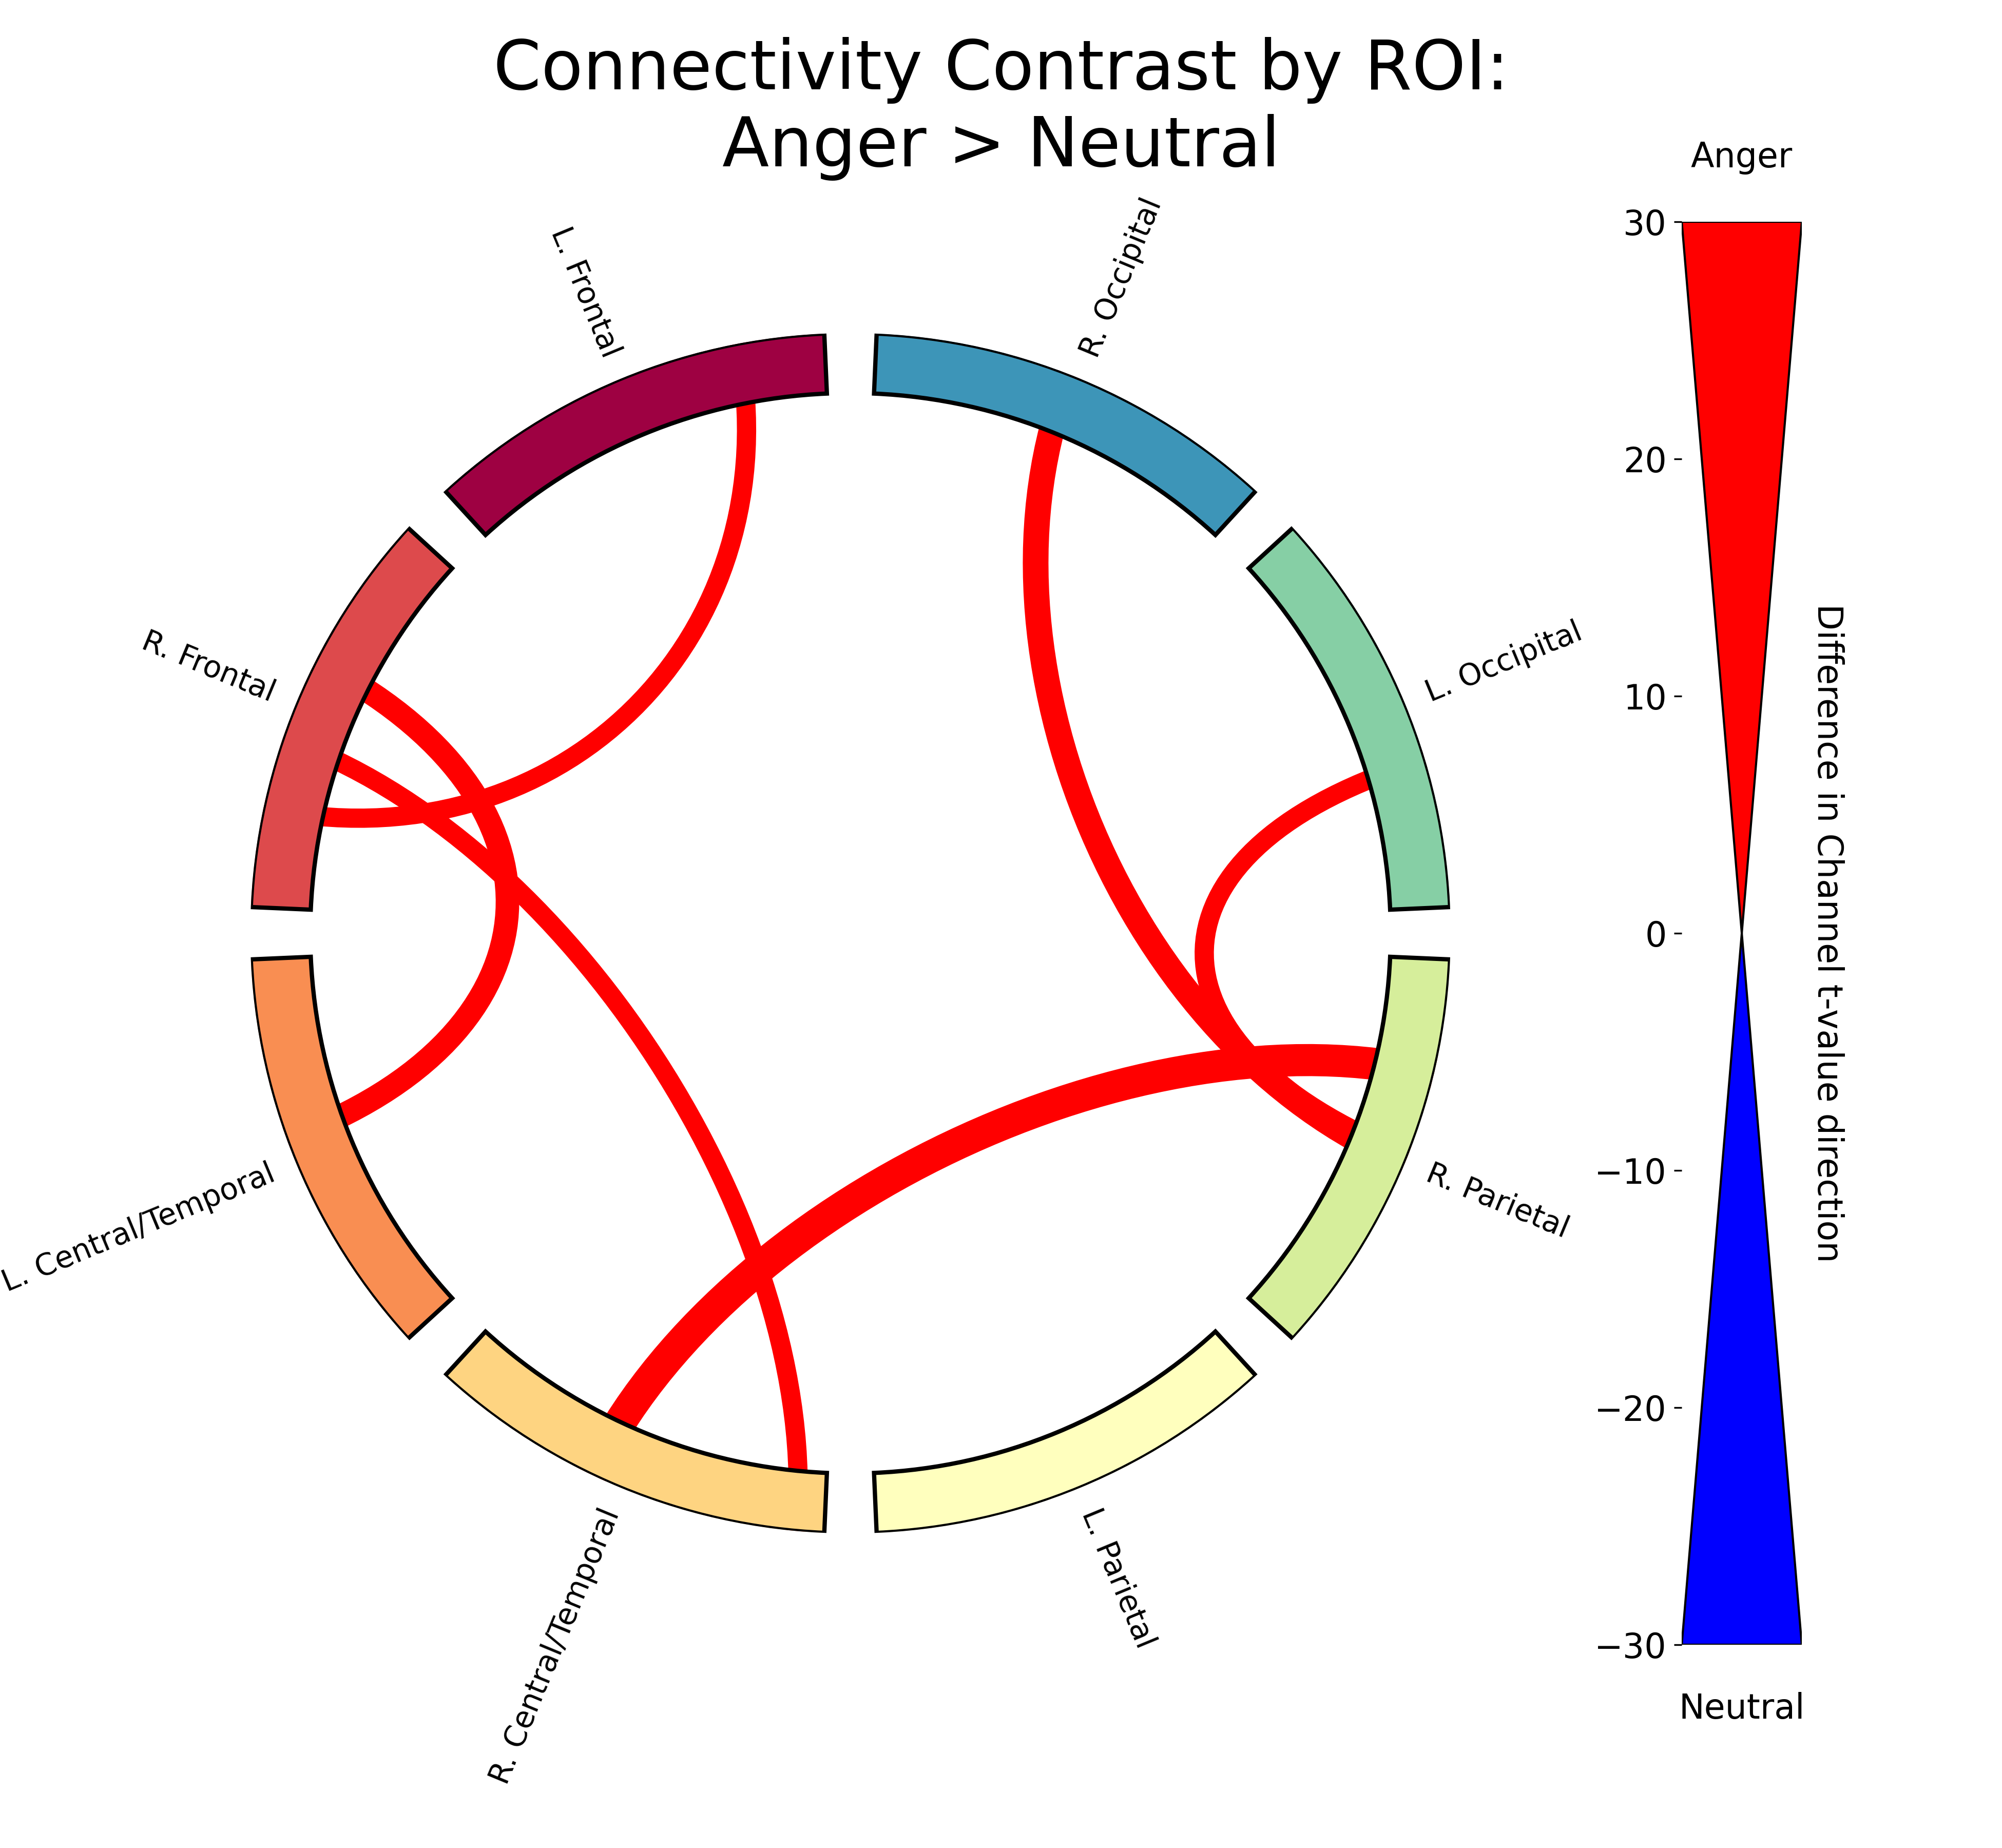 Connectivity Contrast by ROI:
Anger > Neutral
L. Frontal
R. Occipital
R. Frontal
L. Occipital
L. Central/Temporal
R. Parietal
R. Central/Temporal
L. Parietal
Anger
30
20
10
0
−10
−20
−30
Neutral
Difference in Channel t-value direction